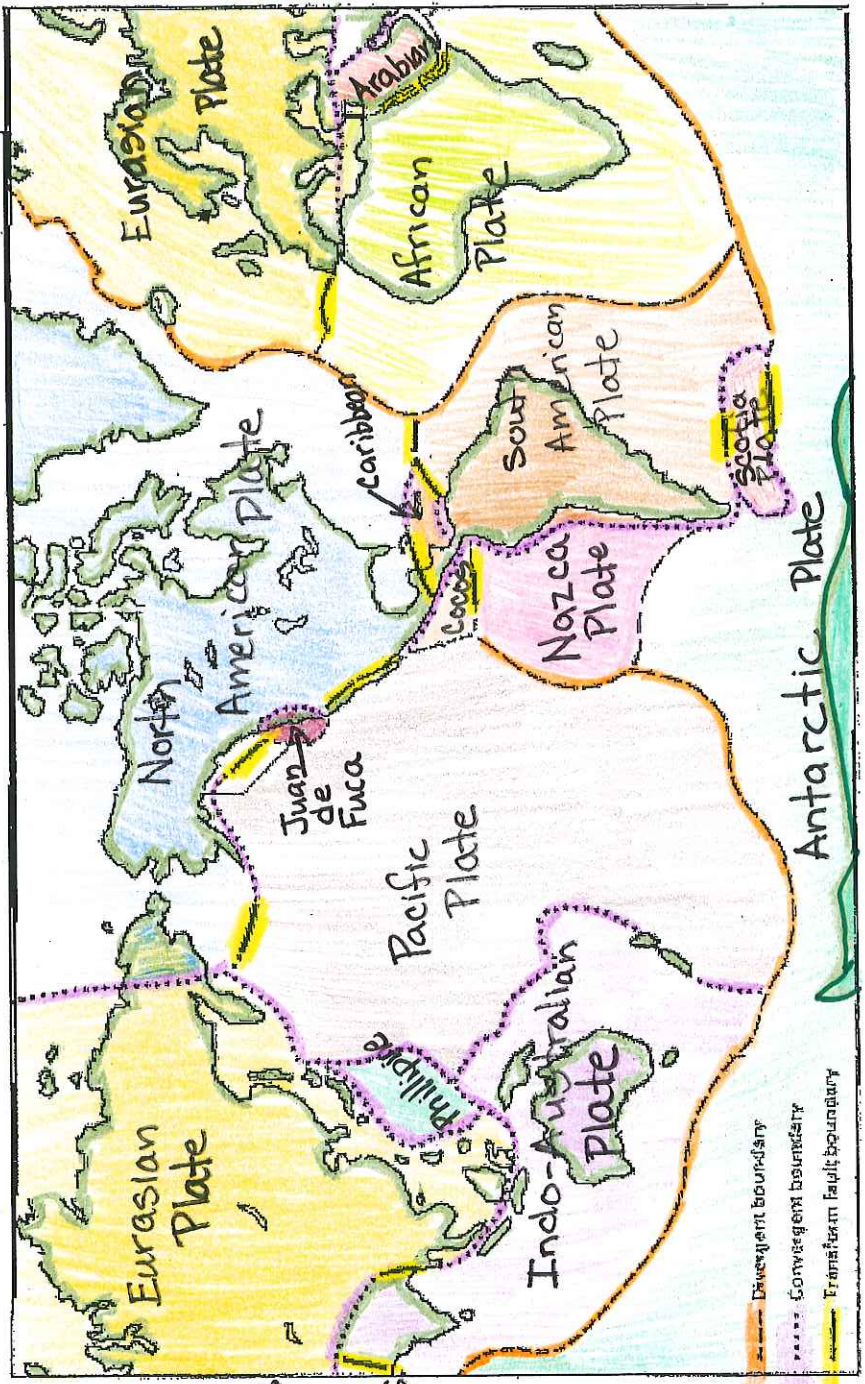 Eurasian
Plate
North
American Plate
Eurasian
Plate
Juan
de
Fuca
Caribbean
Arabian
Phillipine
Pacific
Plate
Cocos
African
Plate
Indo-Australian
Plate
Nazca
Plate
South
American
Plate
Scotia
Plate
Antarctic Plate
Divergent boundary
Convergent boundary
Transform fault boundary